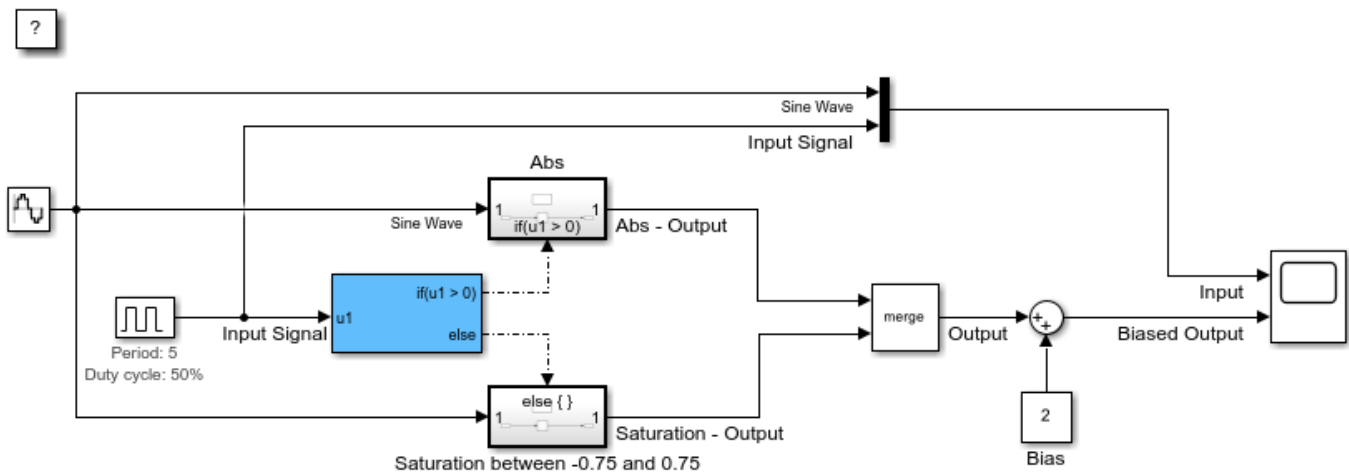 ?
Sine Wave
Input Signal
Abs
1
1
if(u1 > 0)
Sine Wave
Abs - Output
if(u1 > 0)
u1
else
Input Signal
Period: 5
Duty cycle: 50%
merge
Output
+
+
Input
Biased Output
else { }
1
1
Saturation - Output
Saturation between -0.75 and 0.75
2
Bias